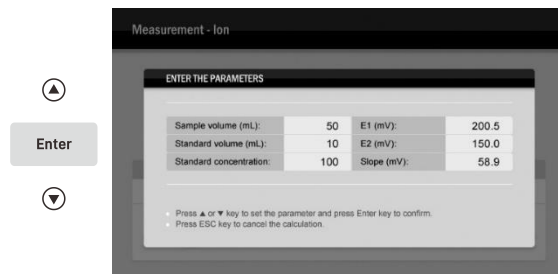 Measurement - Ion
ENTER THE PARAMETERS
Sample volume (mL): 50 E1 (mV): 200.5
Standard volume (mL): 10 E2 (mV): 150.0
Standard concentration: 100 Slope (mV): 58.9
Enter
Press ▲ or ▼ key to set the parameter and press Enter key to confirm.
Press ESC key to cancel the calculation.